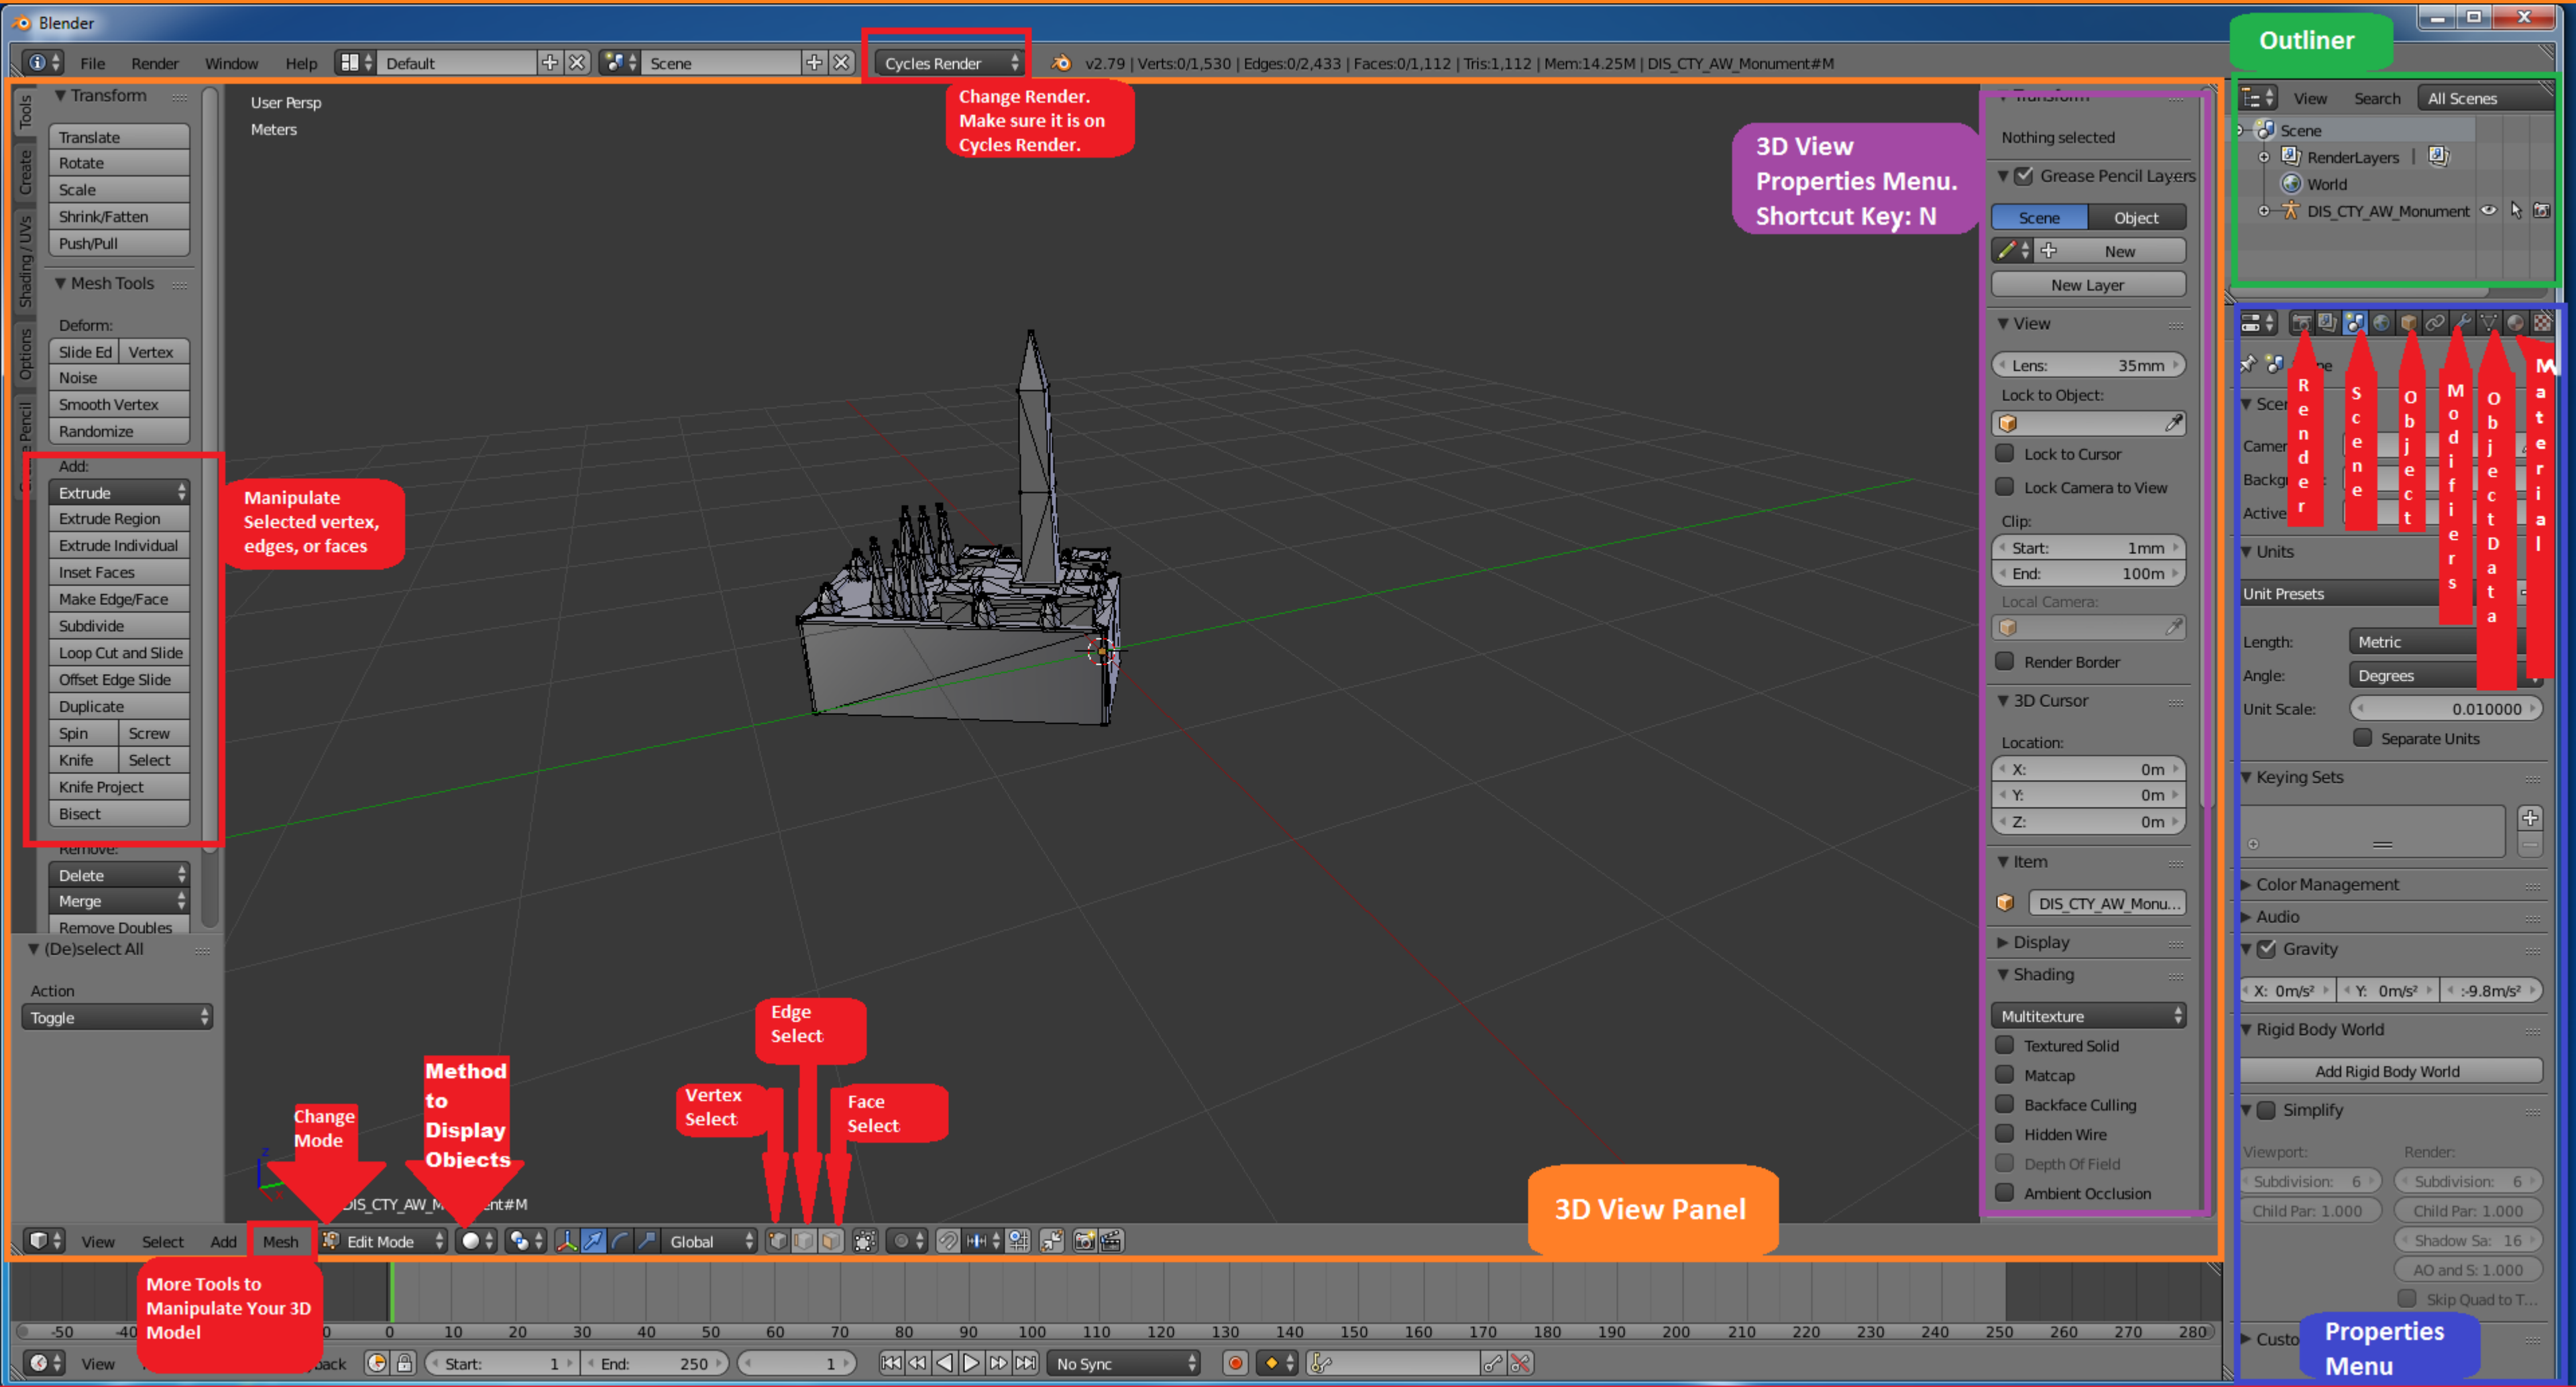 Blender
File Render Window Help Default Scene Cycles Render v2.79 | Verts:0/1,530 | Edges:0/2,433 | Faces:0/1,112 | Tris:1,112 | Mem:14.25M | DIS_CTY_AW_Monument#M
Change Render.
Make sure it is on
Cycles Render.
Tools
Create
Shading / UVs
Options
Pencil
Transform
Translate
Rotate
Scale
Shrink/Fatten
Push/Pull
Mesh Tools
Deform:
Slide Ed Vertex
Noise
Smooth Vertex
Randomize
Add:
Extrude
Extrude Region
Extrude Individual
Inset Faces
Make Edge/Face
Subdivide
Loop Cut and Slide
Offset Edge Slide
Duplicate
Spin Screw
Knife Select
Knife Project
Bisect
Remove:
Delete
Merge
Remove Doubles
(De)select All
Action
Toggle
User Persp
Meters
Manipulate
Selected vertex,
edges, or faces
Change
Mode
Method
to
Display
Objects
Vertex
Select
Edge
Select
Face
Select
3D View Panel
View Select Add Mesh Edit Mode Global
More Tools to
Manipulate Your 3D
Model
3D View
Properties Menu.
Shortcut Key: N
Transform
Nothing selected
Grease Pencil Layers
Scene Object
New
New Layer
View
Lens: 35mm
Lock to Object:
Lock to Cursor
Lock Camera to View
Clip:
Start: 1mm
End: 100m
Local Camera:
Render Border
3D Cursor
Location:
X: 0m
Y: 0m
Z: 0m
Item
DIS_CTY_AW_Monu...
Display
Shading
Multitexture
Textured Solid
Matcap
Backface Culling
Hidden Wire
Depth Of Field
Ambient Occlusion
Outliner
View Search All Scenes
Scene
RenderLayers |
World
DIS_CTY_AW_Monument
Render
Scene
Object
Modifiers
Object Data
Material
Units
Unit Presets
Length: Metric
Angle: Degrees
Unit Scale: 0.010000
Separate Units
Keying Sets
Color Management
Audio
Gravity
X: 0m/s² Y: 0m/s² :-9.8m/s²
Rigid Body World
Add Rigid Body World
Simplify
Viewport: Render:
Subdivision: 6 Subdivision: 6
Child Par: 1.000 Child Par: 1.000
Shadow Sa: 16
AO and S: 1.000
Skip Quad to T...
Properties
Menu
-50 -40 0 0 10 20 30 40 50 60 70 80 90 100 110 120 130 140 150 160 170 180 190 200 210 220 230 240 250 260 270 280
View Start: 1 End: 250 1 No Sync